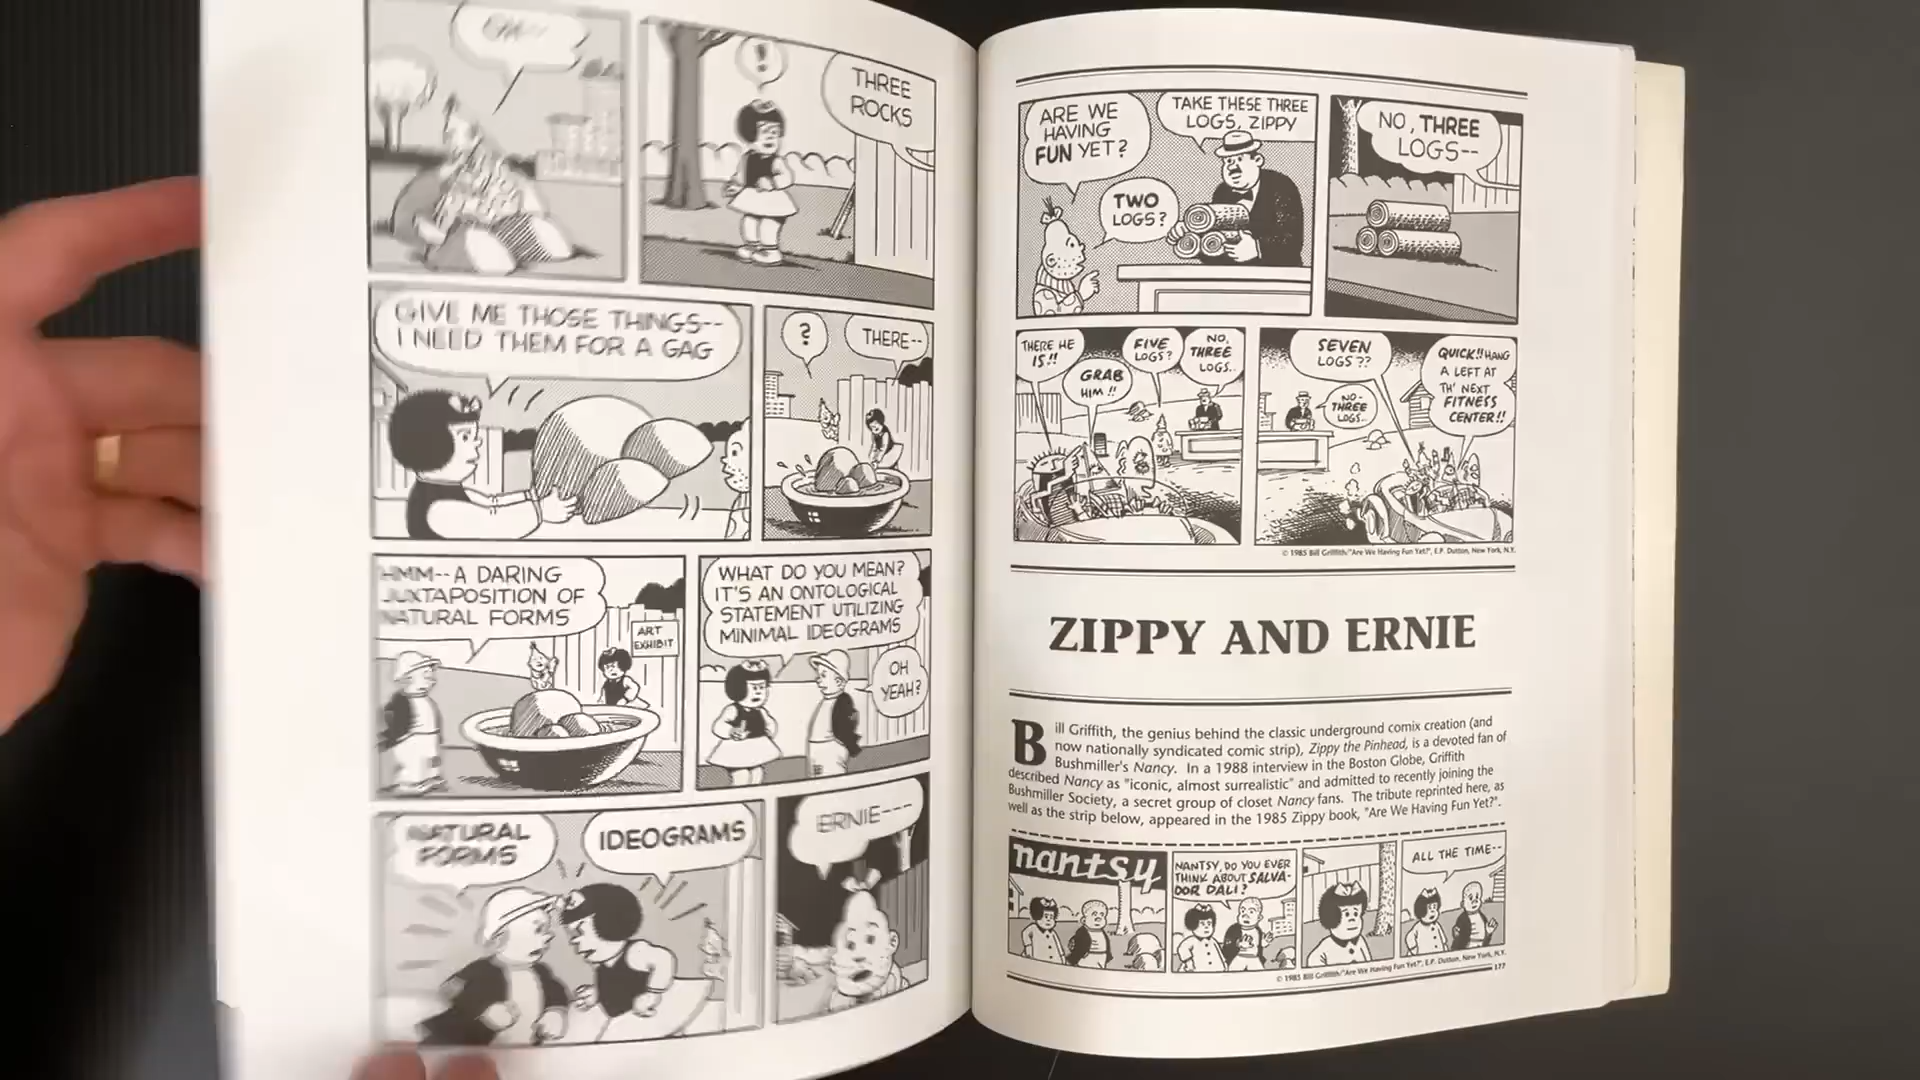 OH--
!
THREE
ROCKS
GIVE ME THOSE THINGS--
I NEED THEM FOR A GAG
?
THERE--
HMM-- A DARING
JUXTAPOSITION OF
NATURAL FORMS
ART
EXHIBIT
WHAT DO YOU MEAN?
IT'S AN ONTOLOGICAL
STATEMENT UTILIZING
MINIMAL IDEOGRAMS
OH
YEAH?
NATURAL
FORMS
IDEOGRAMS
ERNIE---
ARE WE
HAVING
FUN YET?
TAKE THESE THREE
LOGS, ZIPPY
TWO
LOGS?
NO, THREE
LOGS--
THERE HE
IS!!
GRAB
HIM!!
FIVE
LOGS?
NO,
THREE
LOGS..
SEVEN
LOGS??
NO-
THREE
LOGS..
QUICK!! HANG
A LEFT AT
TH' NEXT
FITNESS
CENTER!!
© 1985 Bill Griffith/"Are We Having Fun Yet?", E.P. Dutton, New York, N.Y.
ZIPPY AND ERNIE
Bill Griffith, the genius behind the classic underground comix creation (and
now nationally syndicated comic strip), Zippy the Pinhead, is a devoted fan of
Bushmiller's Nancy. In a 1988 interview in the Boston Globe, Griffith
described Nancy as "iconic, almost surrealistic" and admitted to recently joining the
Bushmiller Society, a secret group of closet Nancy fans. The tribute reprinted here, as
well as the strip below, appeared in the 1985 Zippy book, "Are We Having Fun Yet?".
nantsy
NANTSY, DO YOU EVER
THINK ABOUT SALVA-
DOR DALI?
ALL THE TIME--
© 1985 Bill Griffith/"Are We Having Fun Yet?", E.P. Dutton, New York, N.Y.
177